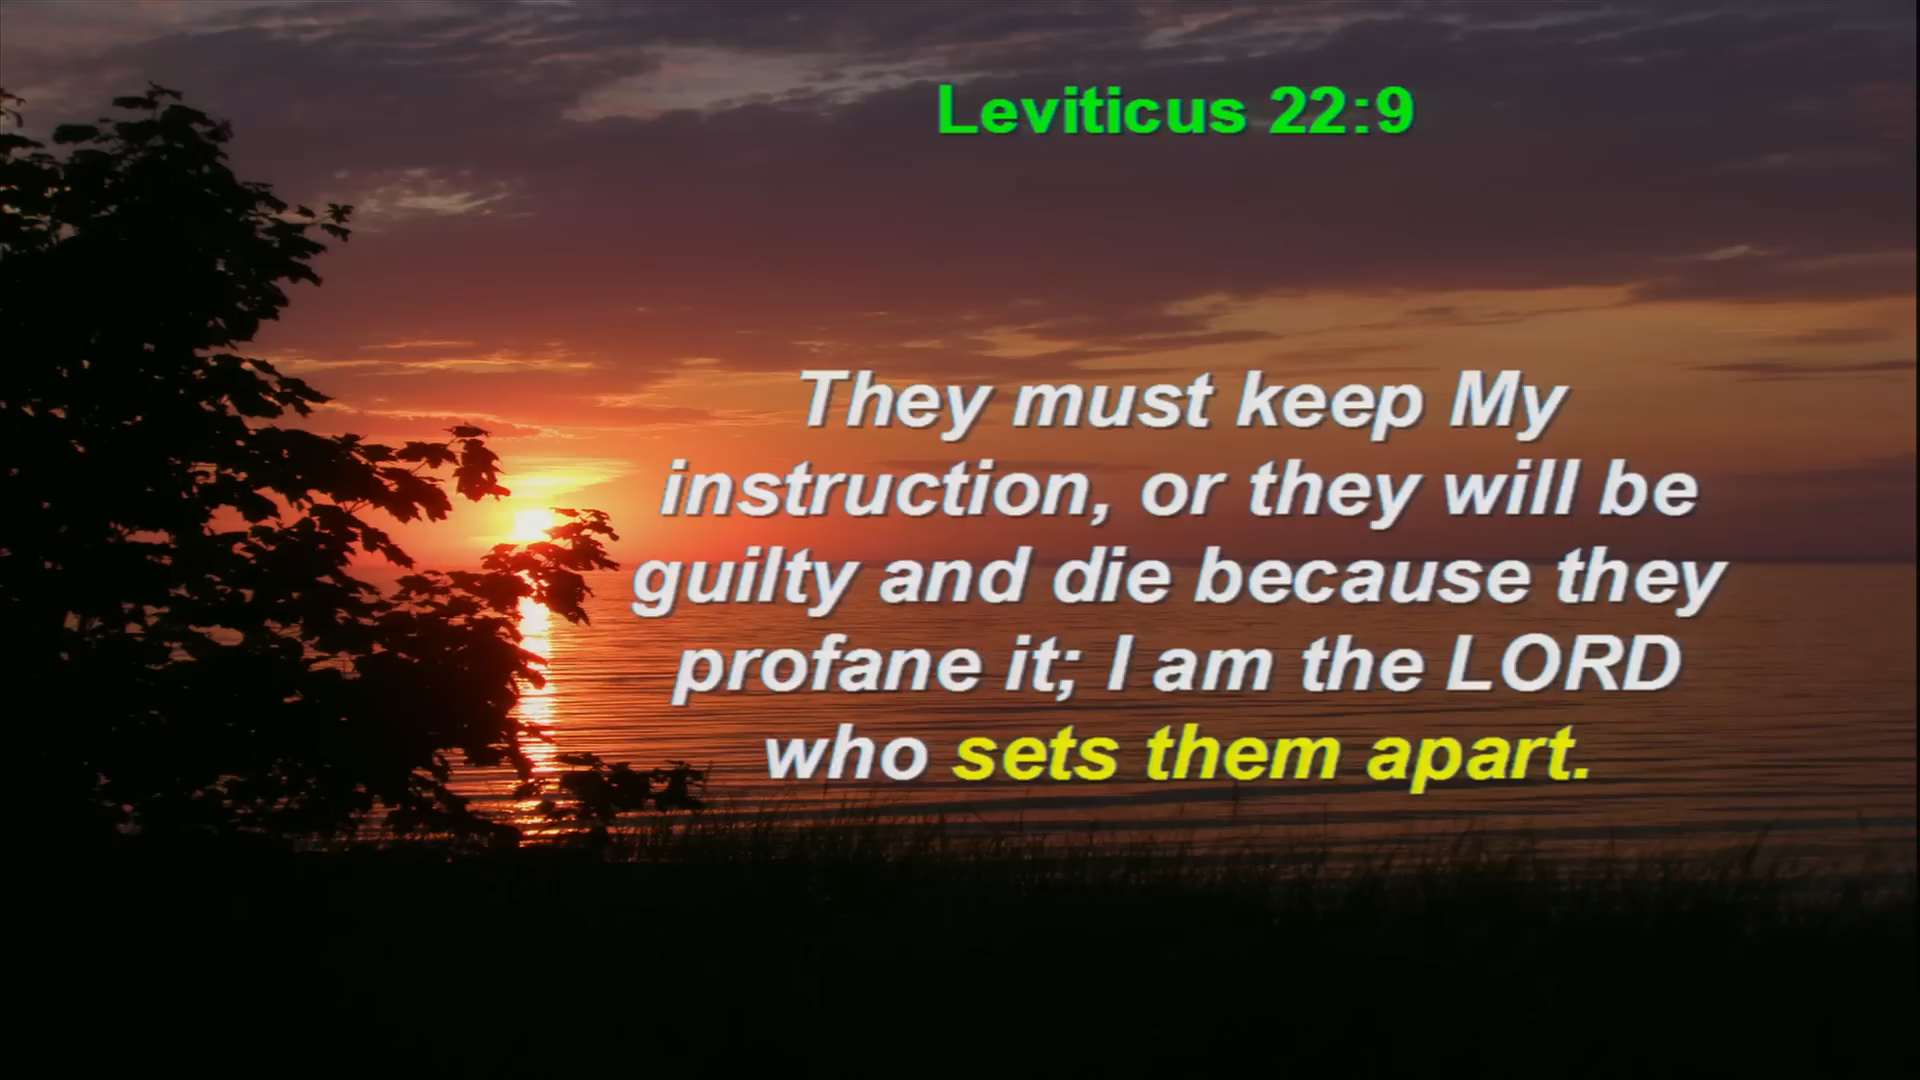 Leviticus 22:9
They must keep My
instruction, or they will be
guilty and die because they
profane it; I am the LORD
who sets them apart.